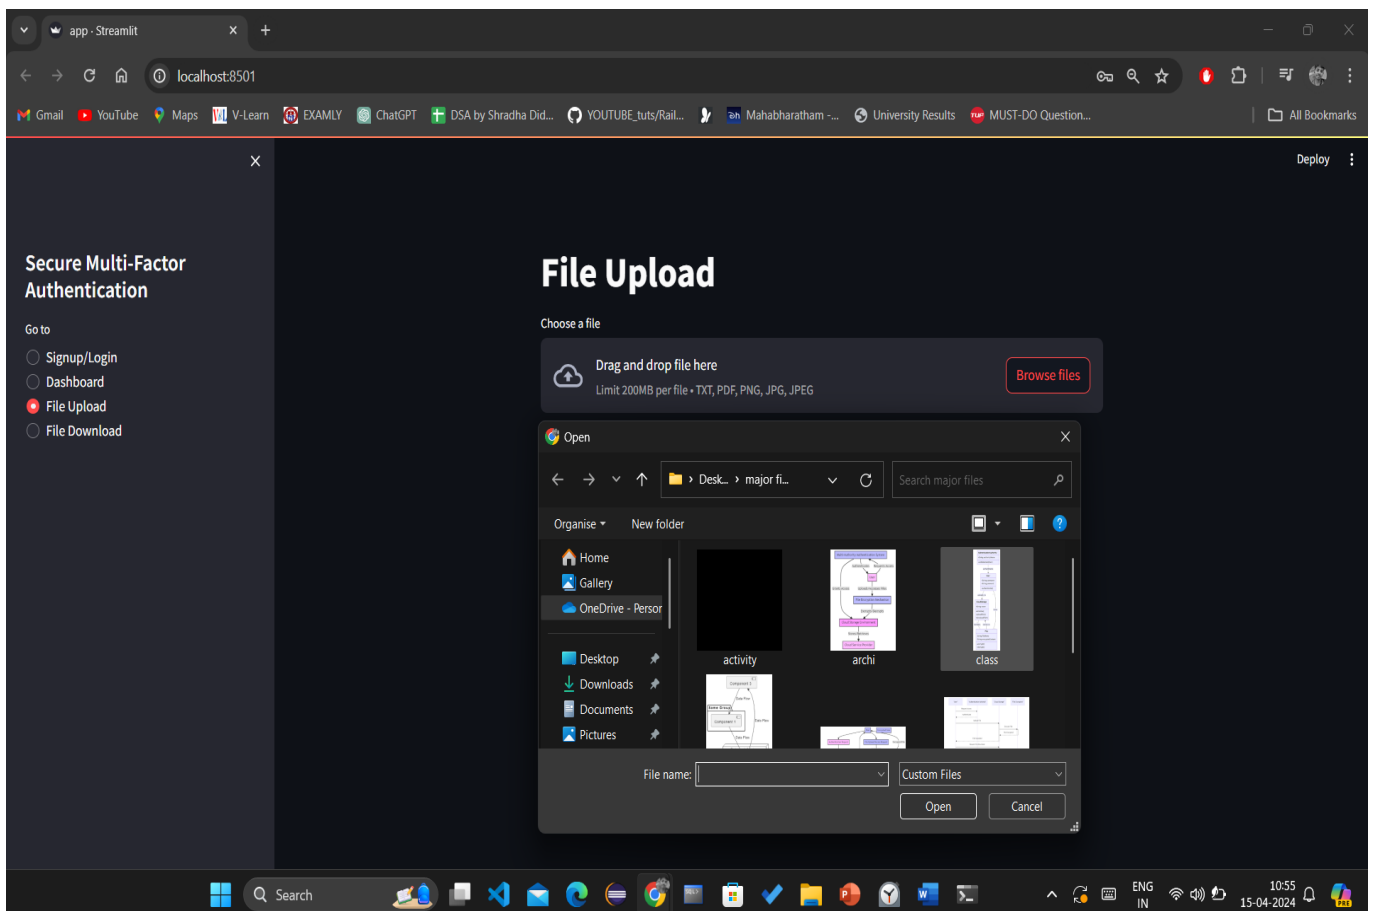 app · Streamlit
localhost:8501
Gmail YouTube Maps V-Learn EXAMLY ChatGPT DSA by Shradha Did... YOUTUBE_tuts/Rail... Mahabharatham -... University Results MUST-DO Question... All Bookmarks
Deploy
Secure Multi-Factor
Authentication
Go to
Signup/Login
Dashboard
File Upload
File Download
File Upload
Choose a file
Drag and drop file here
Limit 200MB per file • TXT, PDF, PNG, JPG, JPEG
Browse files
Open
Desk... › major fi...
Search major files
Organise
New folder
Home
Gallery
OneDrive - Person
Desktop
Downloads
Documents
Pictures
activity
archi
class
File name:
Custom Files
Open
Cancel
Search
ENG
IN
10:55
15-04-2024
PRE